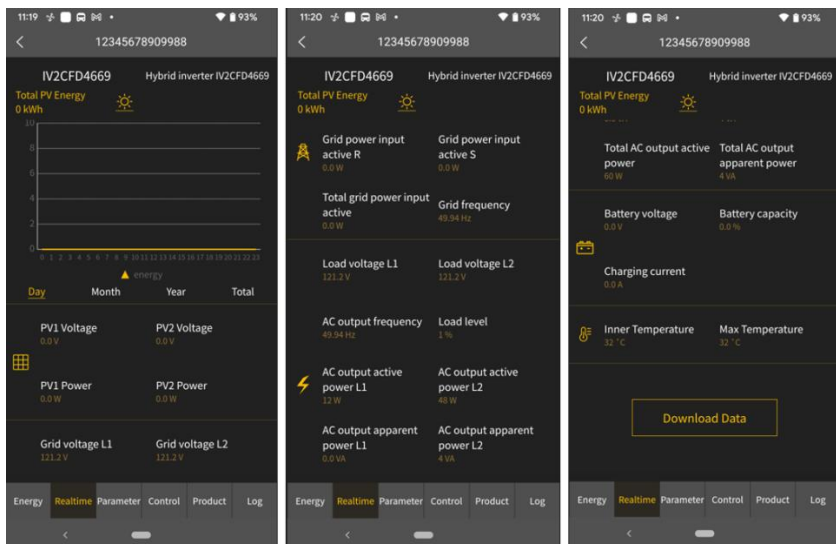 11:19
93%
12345678909988
IV2CFD4669
Hybrid inverter IV2CFD4669
Total PV Energy
0 kWh
10
8
6
4
2
0
0 1 2 3 4 5 6 7 8 9 10 11 12 13 14 15 16 17 18 19 20 21 22 23
energy
Day Month Year Total
PV1 Voltage PV2 Voltage
0.0 V 0.0 V
PV1 Power PV2 Power
0.0 W 0.0 W
Grid voltage L1 Grid voltage L2
121.2 V 121.2 V
Energy Realtime Parameter Control Product Log
11:20
93%
12345678909988
IV2CFD4669
Hybrid inverter IV2CFD4669
Total PV Energy
0 kWh
Grid power input Grid power input
active R active S
0.0 W 0.0 W
Total grid power input
active
0.0 W
Grid frequency
49.94 Hz
Load voltage L1 Load voltage L2
121.2 V 121.2 V
AC output frequency Load level
49.94 Hz 1 %
AC output active AC output active
power L1 power L2
12 W 48 W
AC output apparent AC output apparent
power L1 power L2
0.0 VA 4 VA
Energy Realtime Parameter Control Product Log
11:20
93%
12345678909988
IV2CFD4669
Hybrid inverter IV2CFD4669
Total PV Energy
0 kWh
Total AC output active Total AC output
power apparent power
60 W 4 VA
Battery voltage Battery capacity
0.0 V 0.0 %
Charging current
0.0 A
Inner Temperature Max Temperature
32 °C 32 °C
Download Data
Energy Realtime Parameter Control Product Log